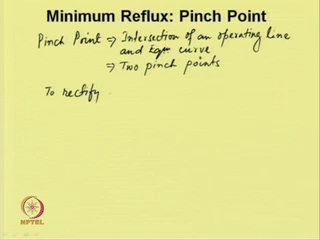 Minimum Reflux: Pinch Point
Pinch Point ⇒ Intersection of an operating line
and Eqm curve
⇒ Two pinch points
To rectify
NPTEL